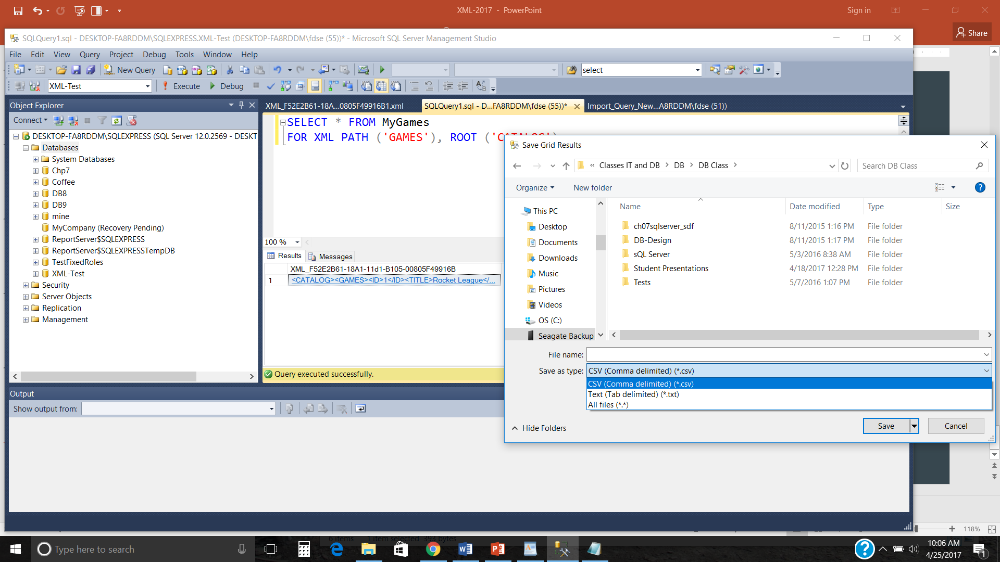 XML-2017 - PowerPoint
Sign in
Share
SQLQuery1.sql - DESKTOP-FA8RDDM\SQLEXPRESS.XML-Test (DESKTOP-FA8RDDM\fdse (55))* - Microsoft SQL Server Management Studio
File Edit View Query Project Debug Tools Window Help
New Query select
XML-Test Execute Debug
Object Explorer
Connect
DESKTOP-FA8RDDM\SQLEXPRESS (SQL Server 12.0.2569 - DESKT
Databases
System Databases
Chp7
Coffee
DB8
DB9
mine
MyCompany (Recovery Pending)
ReportServer$SQLEXPRESS
ReportServer$SQLEXPRESSTempDB
TestFixedRoles
XML-Test
Security
Server Objects
Replication
Management
XML_F52E2B61-18A...0805F49916B1.xml
SQLQuery1.sql - D...FA8RDDM\fdse (55))*
Import_Query_New...A8RDDM\fdse (51))
SELECT * FROM MyGames
FOR XML PATH ('GAMES'), ROOT ('CATALOG')
100 %
Results Messages
XML_F52E2B61-18A1-11d1-B105-00805F49916B
1 <CATALOG><GAMES><ID>1</ID><TITLE>Rocket League</...
Query executed successfully.
Save Grid Results
« Classes IT and DB > DB > DB Class >
Search DB Class
Organize New folder
This PC
Desktop
Documents
Downloads
Music
Pictures
Videos
OS (C:)
Seagate Backup
Name Date modified Type Size
ch07sqlserver_sdf 8/11/2015 1:16 PM File folder
DB-Design 8/11/2015 1:17 PM File folder
sQL Server 5/3/2016 8:38 AM File folder
Student Presentations 4/18/2017 12:28 PM File folder
Tests 5/7/2016 1:07 PM File folder
File name:
Save as type: CSV (Comma delimited) (*.csv)
CSV (Comma delimited) (*.csv)
Text (Tab delimited) (*.txt)
All files (*.*)
Hide Folders
Save Cancel
Output
Show output from:
118%
6 items 1 item selected 393 bytes
Type here to search
10:06 AM
4/25/2017
1